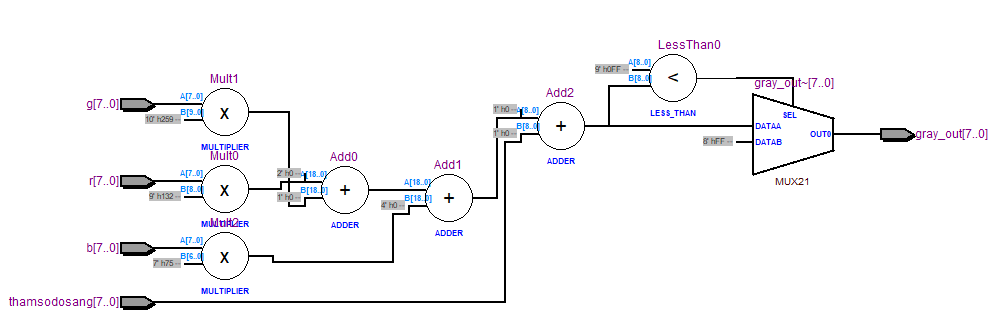 LessThan0
9' h0FF --
A[8..0]
B[8..0]
<
LESS_THAN
gray_out~[7..0]
SEL
DATAA
DATAB
OUT0
8' hFF --
MUX21
gray_out[7..0]
Mult1
g[7..0]
A[7..0]
B[9..0]
10' h259 --
X
MULTIPLIER
Add2
1' h0 --
A[8..0]
1' h0 --
B[8..0]
+
ADDER
Mult0
r[7..0]
A[7..0]
B[8..0]
9' h132 --
X
MULTIPLIER
Add0
2' h0 --
A[18..0]
B[18..0]
1' h0 --
+
ADDER
Add1
A[18..0]
B[18..0]
4' h0 --
+
ADDER
Mult2
b[7..0]
A[7..0]
B[6..0]
7' h75 --
X
MULTIPLIER
thamsodosang[7..0]